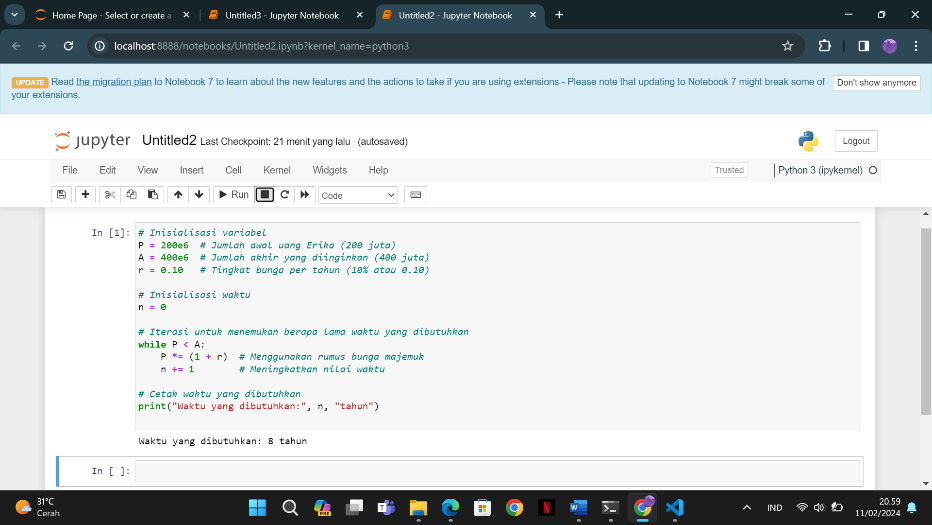 Home Page - Select or create a
Untitled3 - Jupyter Notebook
Untitled2 - Jupyter Notebook
localhost:8888/notebooks/Untitled2.ipynb?kernel_name=python3
UPDATE Read the migration plan to Notebook 7 to learn about the new features and the actions to take if you are using extensions - Please note that updating to Notebook 7 might break some of
your extensions.
Don't show anymore
jupyter Untitled2 Last Checkpoint: 21 menit yang lalu (autosaved)
Logout
File Edit View Insert Cell Kernel Widgets Help
Trusted
Python 3 (ipykernel)
Run
Code
In [1]:
# Inisialisasi variabel
P = 200e6 # Jumlah awal uang Erika (200 juta)
A = 400e6 # Jumlah akhir yang diinginkan (400 juta)
r = 0.10 # Tingkat bunga per tahun (10% atau 0.10)
# Inisialisasi waktu
n = 0
# Iterasi untuk menemukan berapa lama waktu yang dibutuhkan
while P < A:
P *= (1 + r) # Menggunakan rumus bunga majemuk
n += 1 # Meningkatkan nilai waktu
# Cetak waktu yang dibutuhkan
print("Waktu yang dibutuhkan:", n, "tahun")
Waktu yang dibutuhkan: 8 tahun
In [ ]:
31°C
Cerah
PRE
IND
20.59
11/02/2024